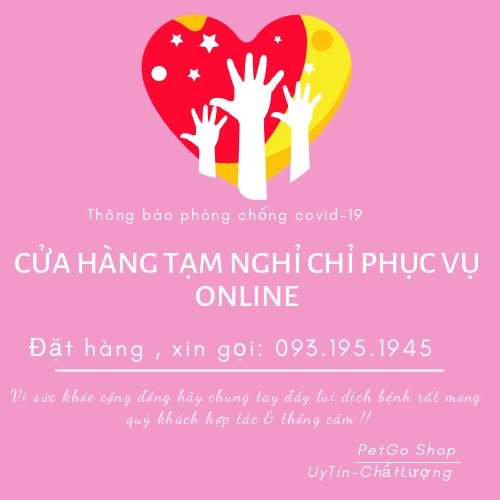 Thông báo phòng chống covid-19
CỬA HÀNG TẠM NGHỈ CHỈ PHỤC VỤ
ONLINE
Đặt hàng , xin gọi: 093.195.1945
Vì sức khỏe cộng đồng hãy chung tay đẩy lùi dịch bệnh rất mong
quý khách hợp tác & thông cảm !!
PetGo Shop
UyTín-ChấtLượng